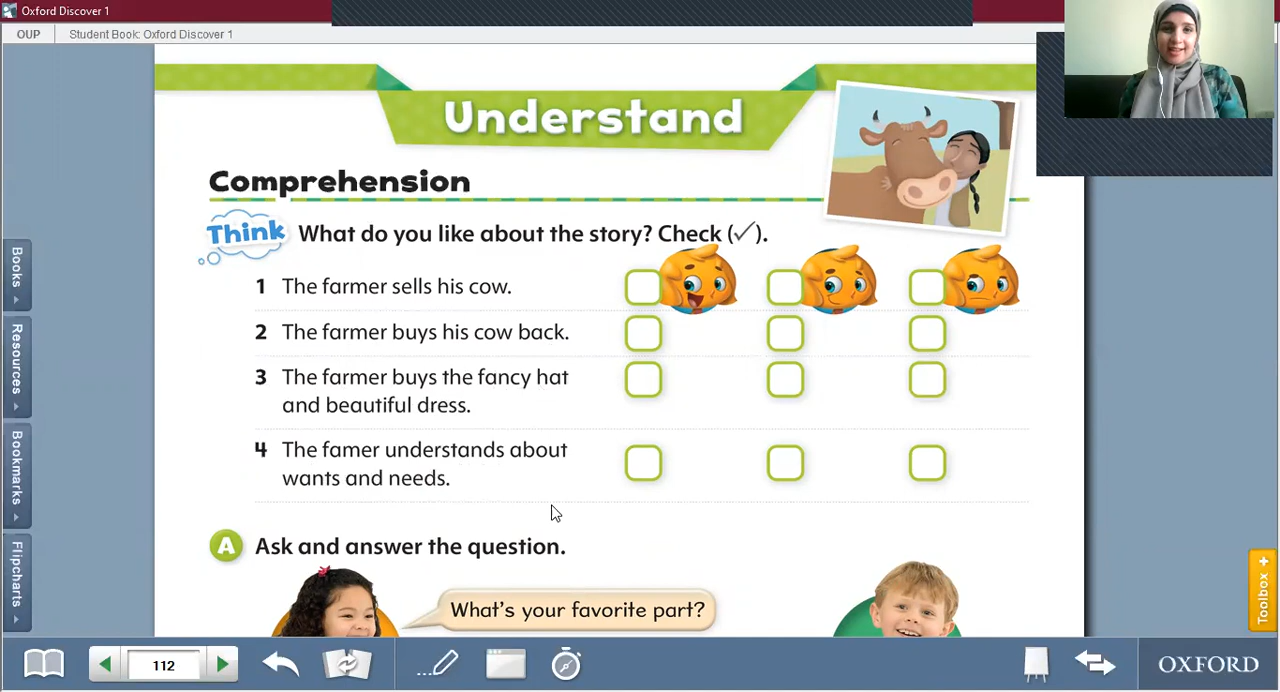 Oxford Discover 1
OUP
Student Book: Oxford Discover 1
Understand
Comprehension
Think What do you like about the story? Check (✓).
1 The farmer sells his cow.
2 The farmer buys his cow back.
3 The farmer buys the fancy hat
and beautiful dress.
4 The famer understands about
wants and needs.
A Ask and answer the question.
What's your favorite part?
Books
Resources
Bookmarks
Flipcharts
Toolbox +
112
OXFORD